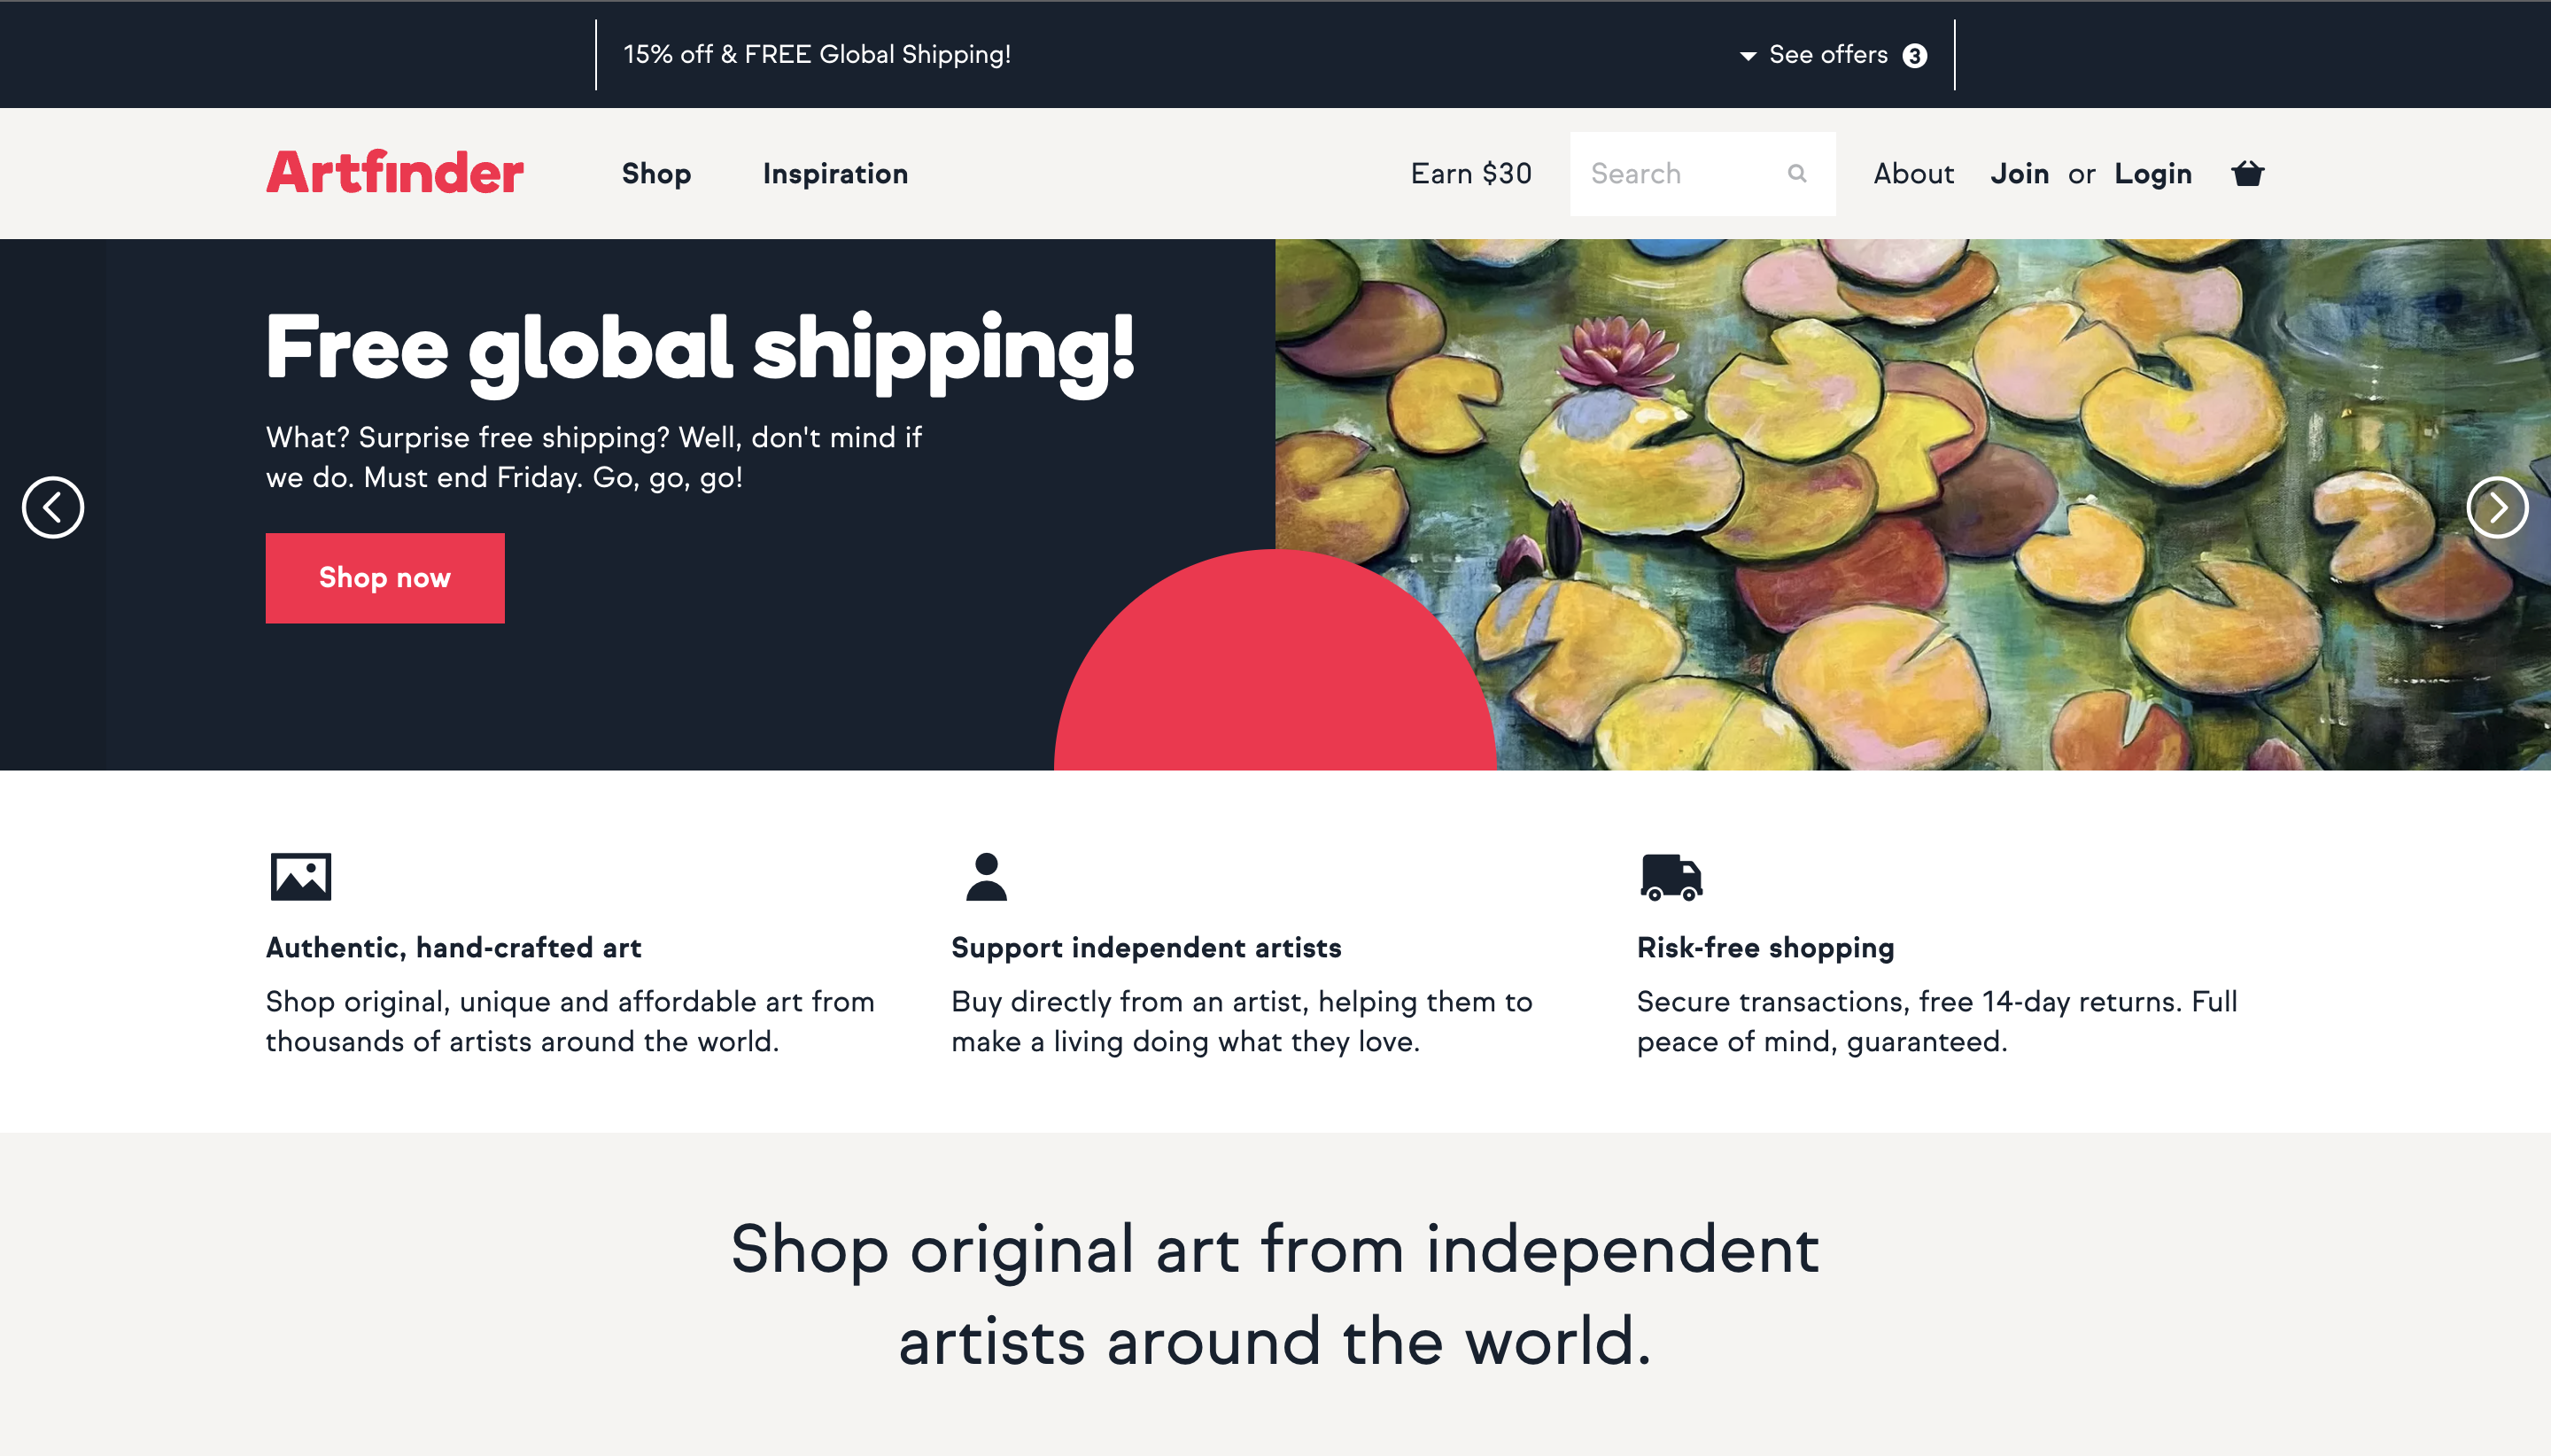 15% off & FREE Global Shipping!
See offers 3
Artfinder
Shop
Inspiration
Earn $30
Search
About
Join or Login
Free global shipping!
What? Surprise free shipping? Well, don't mind if
we do. Must end Friday. Go, go, go!
Shop now
Authentic, hand-crafted art
Shop original, unique and affordable art from
thousands of artists around the world.
Support independent artists
Buy directly from an artist, helping them to
make a living doing what they love.
Risk-free shopping
Secure transactions, free 14-day returns. Full
peace of mind, guaranteed.
Shop original art from independent
artists around the world.